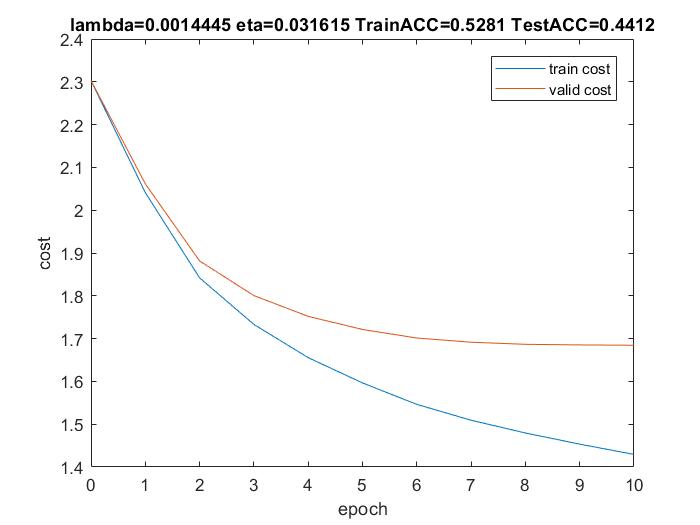 lambda=0.0014445 eta=0.031615 TrainACC=0.5281 TestACC=0.4412
2.4
train cost
valid cost
2.3
2.2
2.1
2
1.9
1.8
1.7
1.6
1.5
1.4
cost
0 1 2 3 4 5 6 7 8 9 10
epoch